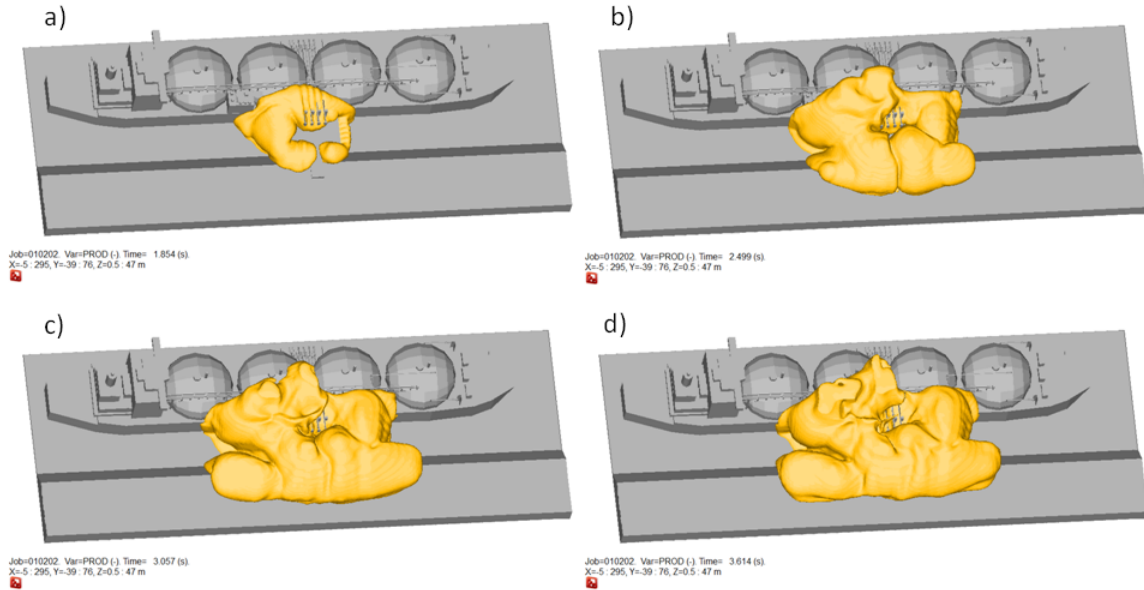 a)
b)
Job=010202. Var=PROD (-). Time= 1.854 (s).
X=-5 : 295, Y=-39 : 76, Z=0.5 : 47 m
Job=010202. Var=PROD (-). Time= 2.499 (s).
X=-5 : 295, Y=-39 : 76, Z=0.5 : 47 m
c)
d)
Job=010202. Var=PROD (-). Time= 3.057 (s).
X=-5 : 295, Y=-39 : 76, Z=0.5 : 47 m
Job=010202. Var=PROD (-). Time= 3.614 (s).
X=-5 : 295, Y=-39 : 76, Z=0.5 : 47 m